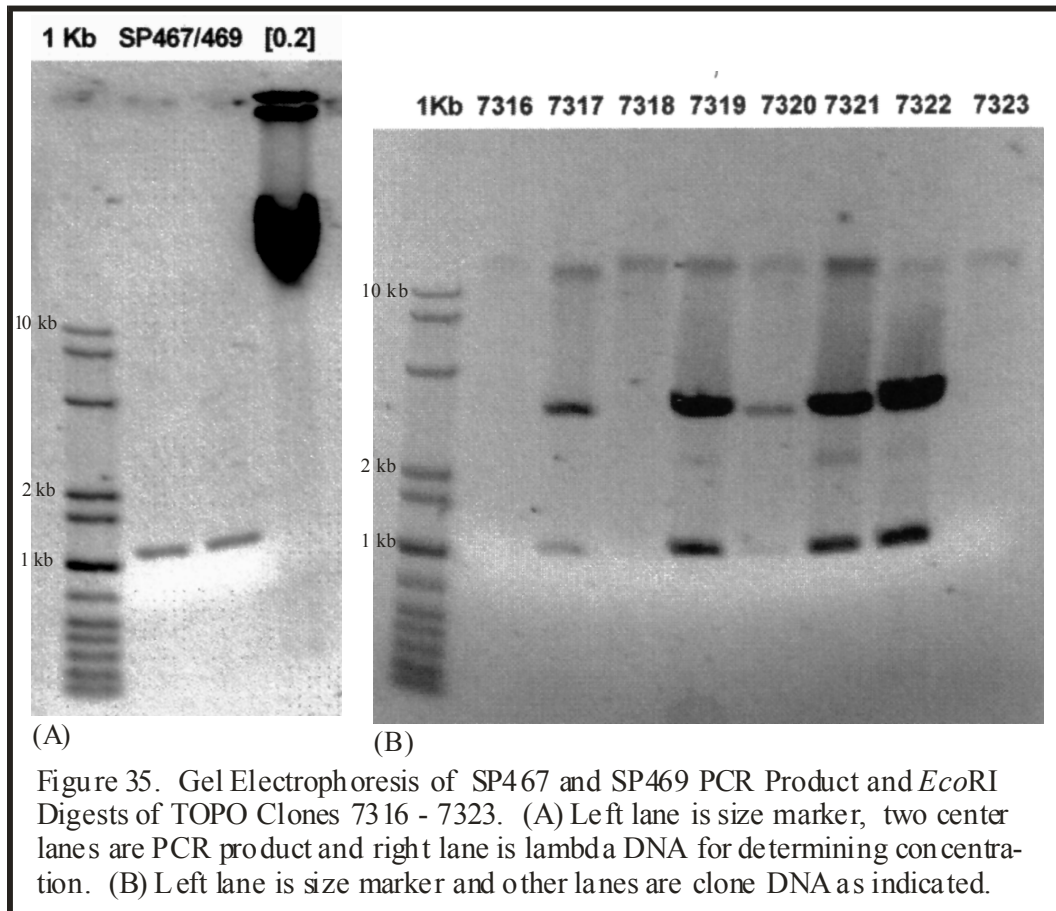 1 Kb SP467/469 [0.2]
1Kb 7316 7317 7318 7319 7320 7321 7322 7323
10 kb
2 kb
1 kb
10 kb
2 kb
1 kb
(A)
(B)
Figure 35. Gel Electrophoresis of SP467 and SP469 PCR Product and EcoRI
Digests of TOPO Clones 7316 - 7323. (A) Left lane is size marker, two center
lanes are PCR product and right lane is lambda DNA for determining concentra-
tion. (B) Left lane is size marker and other lanes are clone DNA as indicated.